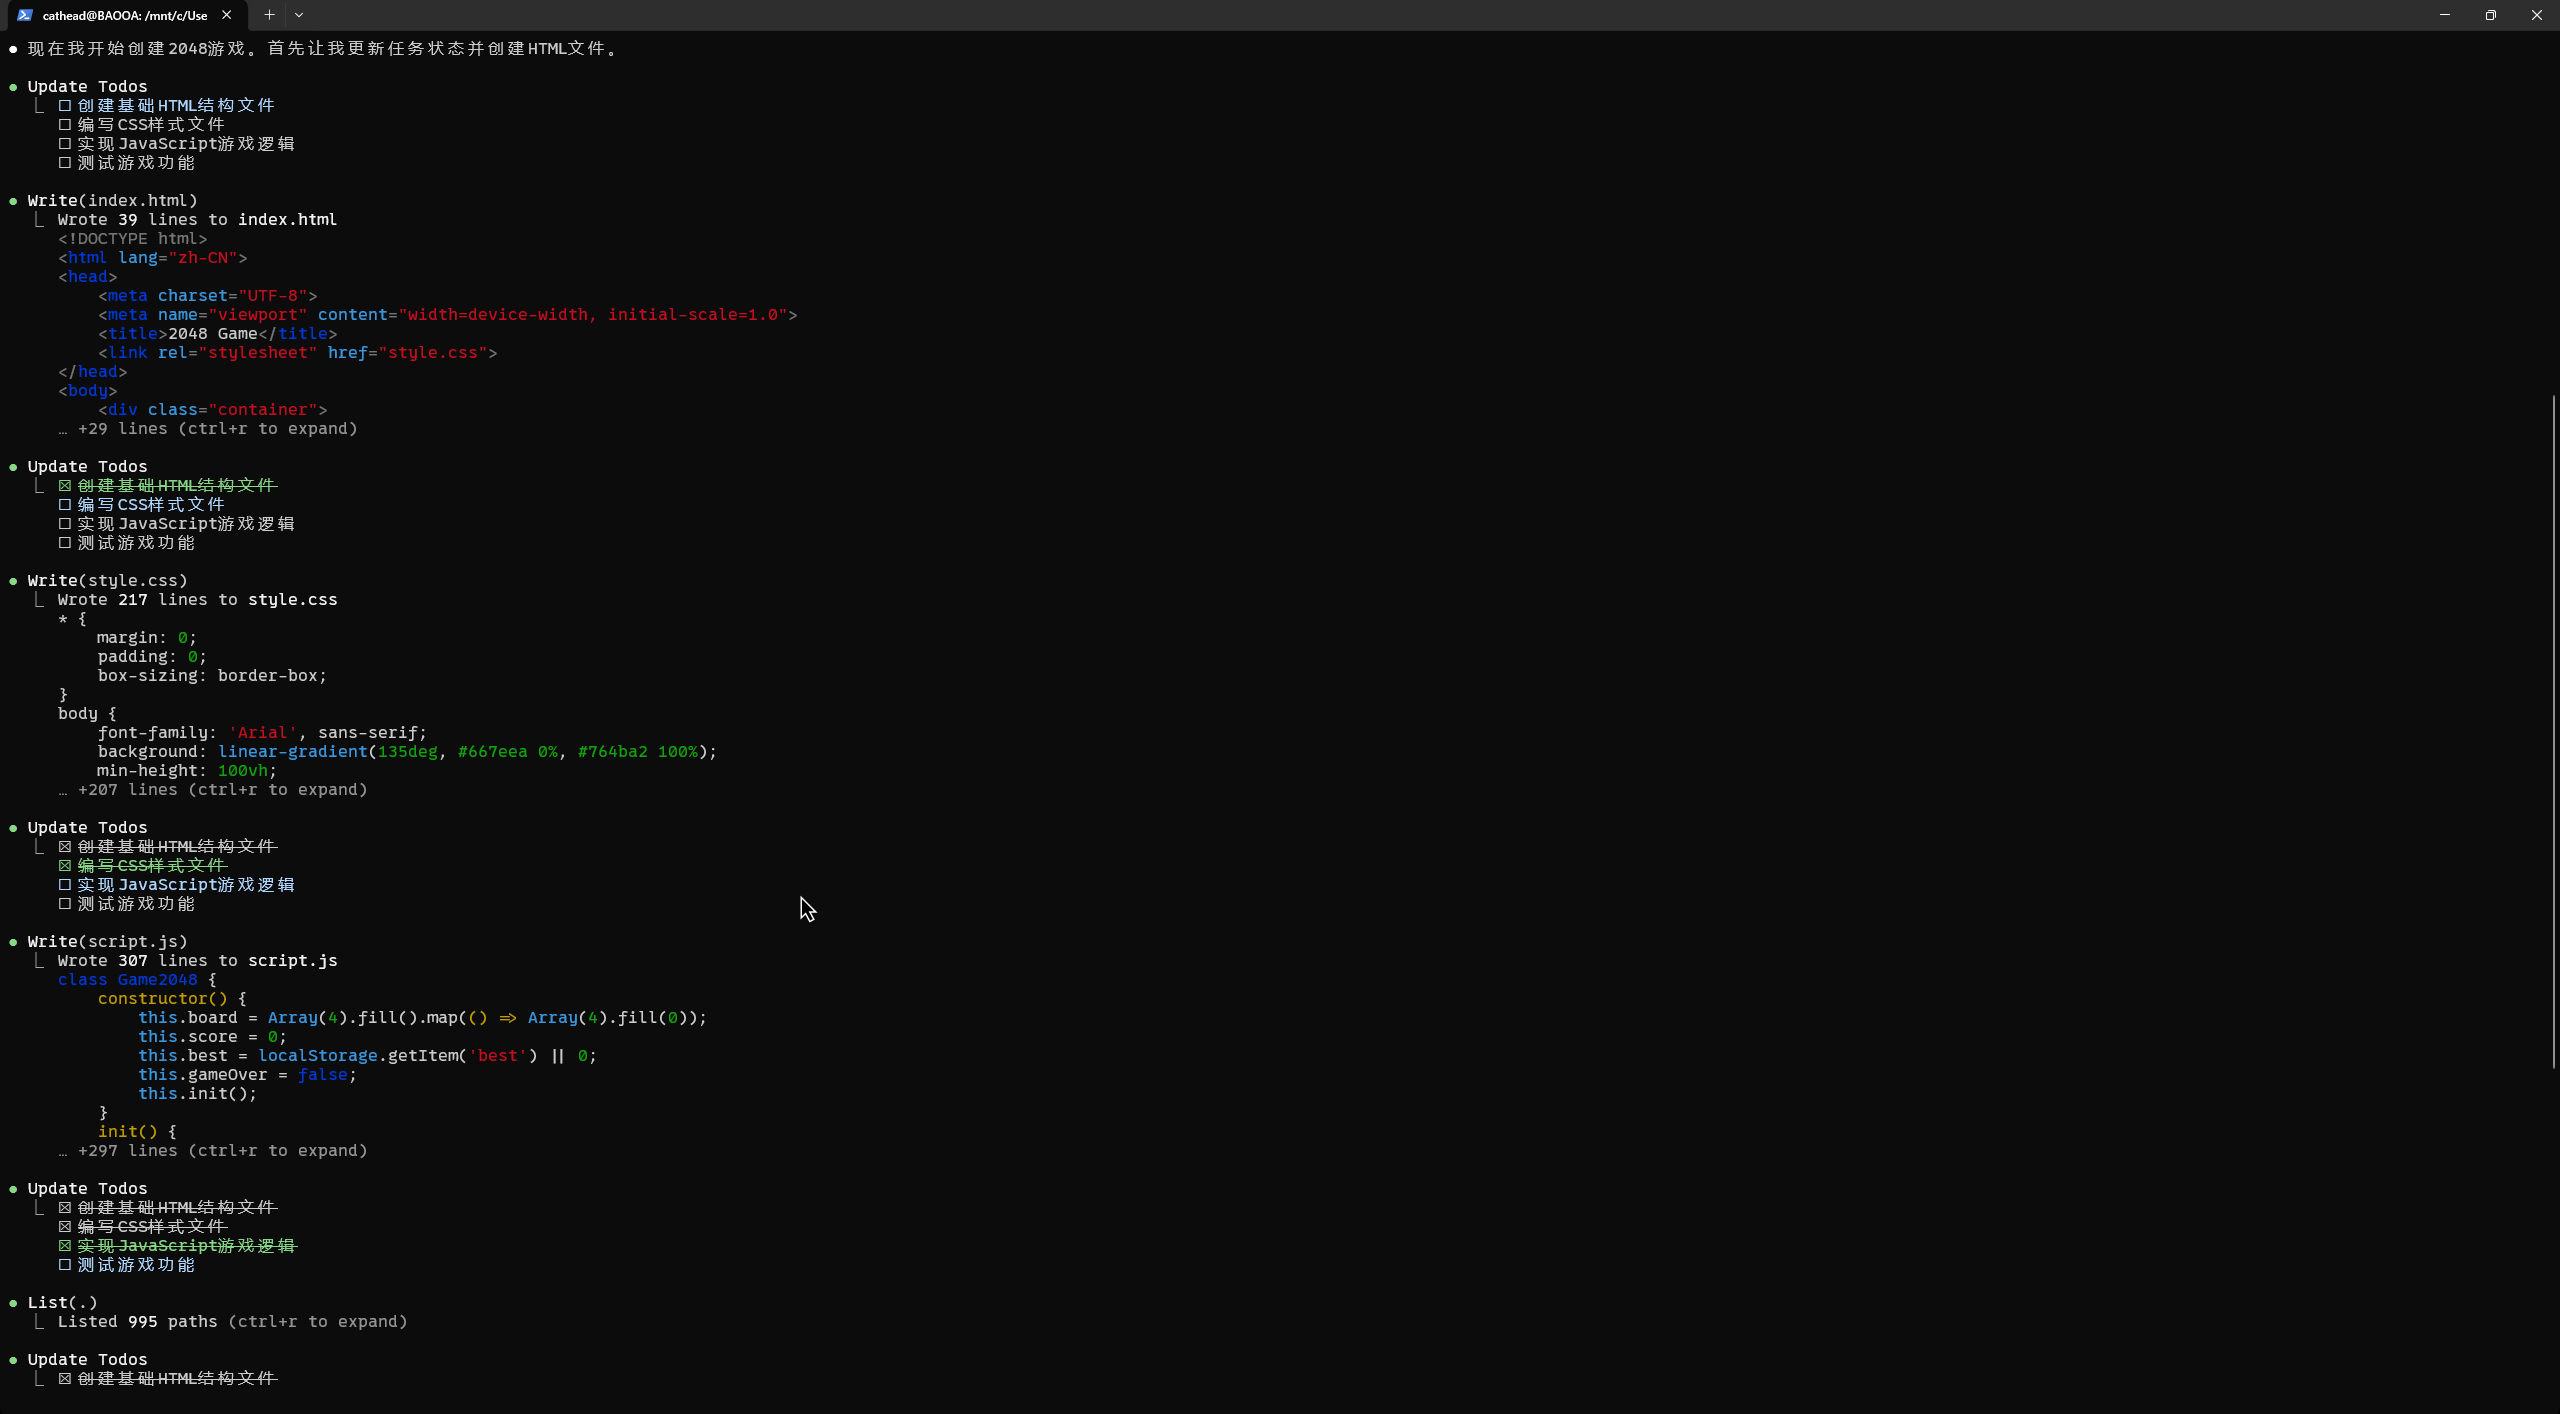 cathead@BAOOA: /mnt/c/Use
● 现在我开始创建2048游戏。首先让我更新任务状态并创建HTML文件。
● Update Todos
⎿ ☐ 创建基础HTML结构文件
☐ 编写CSS样式文件
☐ 实现JavaScript游戏逻辑
☐ 测试游戏功能
● Write(index.html)
⎿ Wrote 39 lines to index.html
<!DOCTYPE html>
<html lang="zh-CN">
<head>
<meta charset="UTF-8">
<meta name="viewport" content="width=device-width, initial-scale=1.0">
<title>2048 Game</title>
<link rel="stylesheet" href="style.css">
</head>
<body>
<div class="container">
… +29 lines (ctrl+r to expand)
● Update Todos
⎿ ☒ 创建基础HTML结构文件
☐ 编写CSS样式文件
☐ 实现JavaScript游戏逻辑
☐ 测试游戏功能
● Write(style.css)
⎿ Wrote 217 lines to style.css
* {
margin: 0;
padding: 0;
box-sizing: border-box;
}
body {
font-family: 'Arial', sans-serif;
background: linear-gradient(135deg, #667eea 0%, #764ba2 100%);
min-height: 100vh;
… +207 lines (ctrl+r to expand)
● Update Todos
⎿ ☒ 创建基础HTML结构文件
☒ 编写CSS样式文件
☐ 实现JavaScript游戏逻辑
☐ 测试游戏功能
● Write(script.js)
⎿ Wrote 307 lines to script.js
class Game2048 {
constructor() {
this.board = Array(4).fill().map(() => Array(4).fill(0));
this.score = 0;
this.best = localStorage.getItem('best') || 0;
this.gameOver = false;
this.init();
}
init() {
… +297 lines (ctrl+r to expand)
● Update Todos
⎿ ☒ 创建基础HTML结构文件
☒ 编写CSS样式文件
☒ 实现JavaScript游戏逻辑
☐ 测试游戏功能
● List(.)
⎿ Listed 995 paths (ctrl+r to expand)
● Update Todos
⎿ ☒ 创建基础HTML结构文件